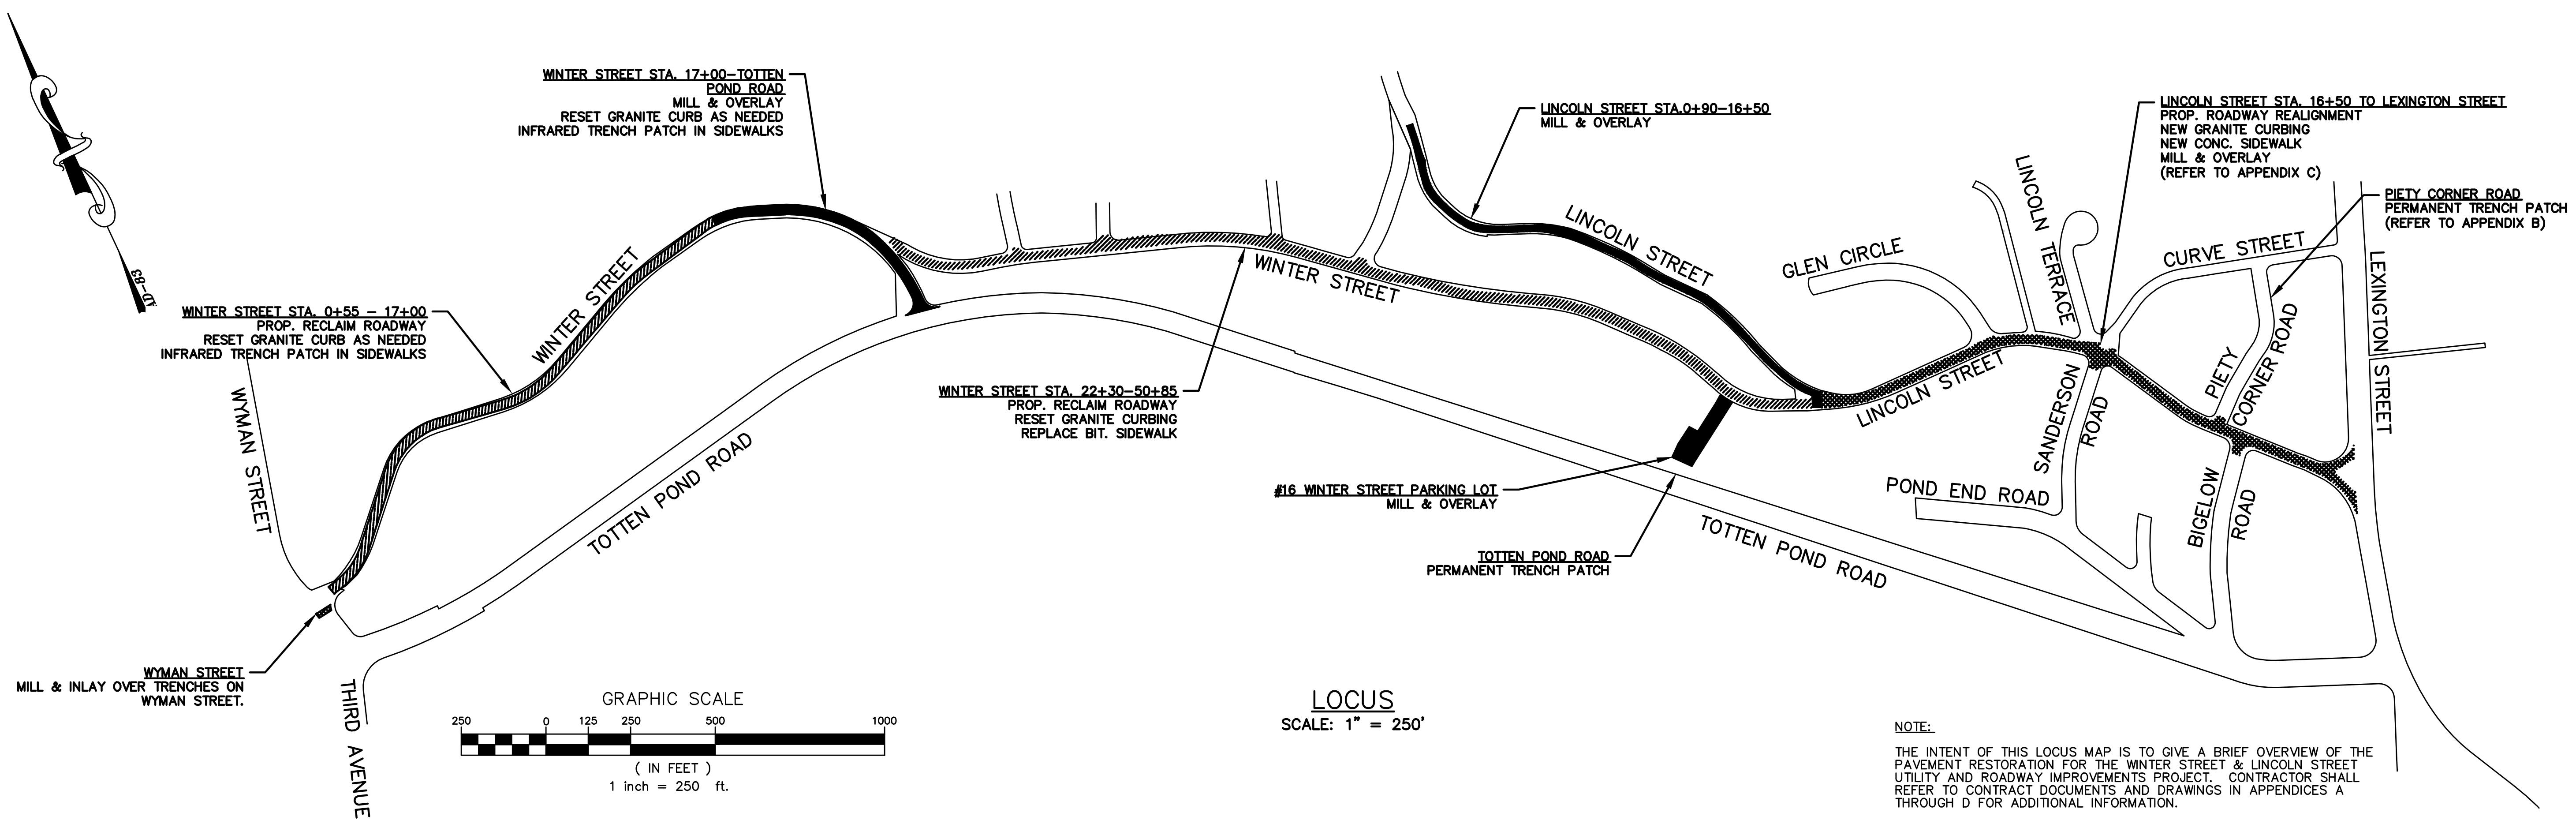 WINTER STREET STA. 17+00-TOTTEN
POND ROAD
MILL & OVERLAY
RESET GRANITE CURB AS NEEDED
INFRARED TRENCH PATCH IN SIDEWALKS
LINCOLN STREET STA.0+90-16+50
MILL & OVERLAY
LINCOLN STREET STA. 16+50 TO LEXINGTON STREET
PROP. ROADWAY REALIGNMENT
NEW GRANITE CURBING
NEW CONC. SIDEWALK
MILL & OVERLAY
(REFER TO APPENDIX C)
PIETY CORNER ROAD
PERMANENT TRENCH PATCH
(REFER TO APPENDIX B)
WINTER STREET STA. 0+55 - 17+00
PROP. RECLAIM ROADWAY
RESET GRANITE CURB AS NEEDED
INFRARED TRENCH PATCH IN SIDEWALKS
WINTER STREET
WINTER STREET
LINCOLN STREET
GLEN CIRCLE
LINCOLN TERRACE
CURVE STREET
LEXINGTON STREET
PIETY
CORNER ROAD
LINCOLN STREET
SANDERSON
ROAD
WYMAN STREET
TOTTEN POND ROAD
WINTER STREET STA. 22+30-50+85
PROP. RECLAIM ROADWAY
RESET GRANITE CURBING
REPLACE BIT. SIDEWALK
#16 WINTER STREET PARKING LOT
MILL & OVERLAY
TOTTEN POND ROAD
PERMANENT TRENCH PATCH
TOTTEN POND ROAD
POND END ROAD
BIGELOW
ROAD
WYMAN STREET
MILL & INLAY OVER TRENCHES ON
WYMAN STREET.
THIRD AVENUE
GRAPHIC SCALE
250 0 125 250 500 1000
( IN FEET )
1 inch = 250 ft.
LOCUS
SCALE: 1" = 250'
NOTE:
THE INTENT OF THIS LOCUS MAP IS TO GIVE A BRIEF OVERVIEW OF THE
PAVEMENT RESTORATION FOR THE WINTER STREET & LINCOLN STREET
UTILITY AND ROADWAY IMPROVEMENTS PROJECT. CONTRACTOR SHALL
REFER TO CONTRACT DOCUMENTS AND DRAWINGS IN APPENDICES A
THROUGH D FOR ADDITIONAL INFORMATION.